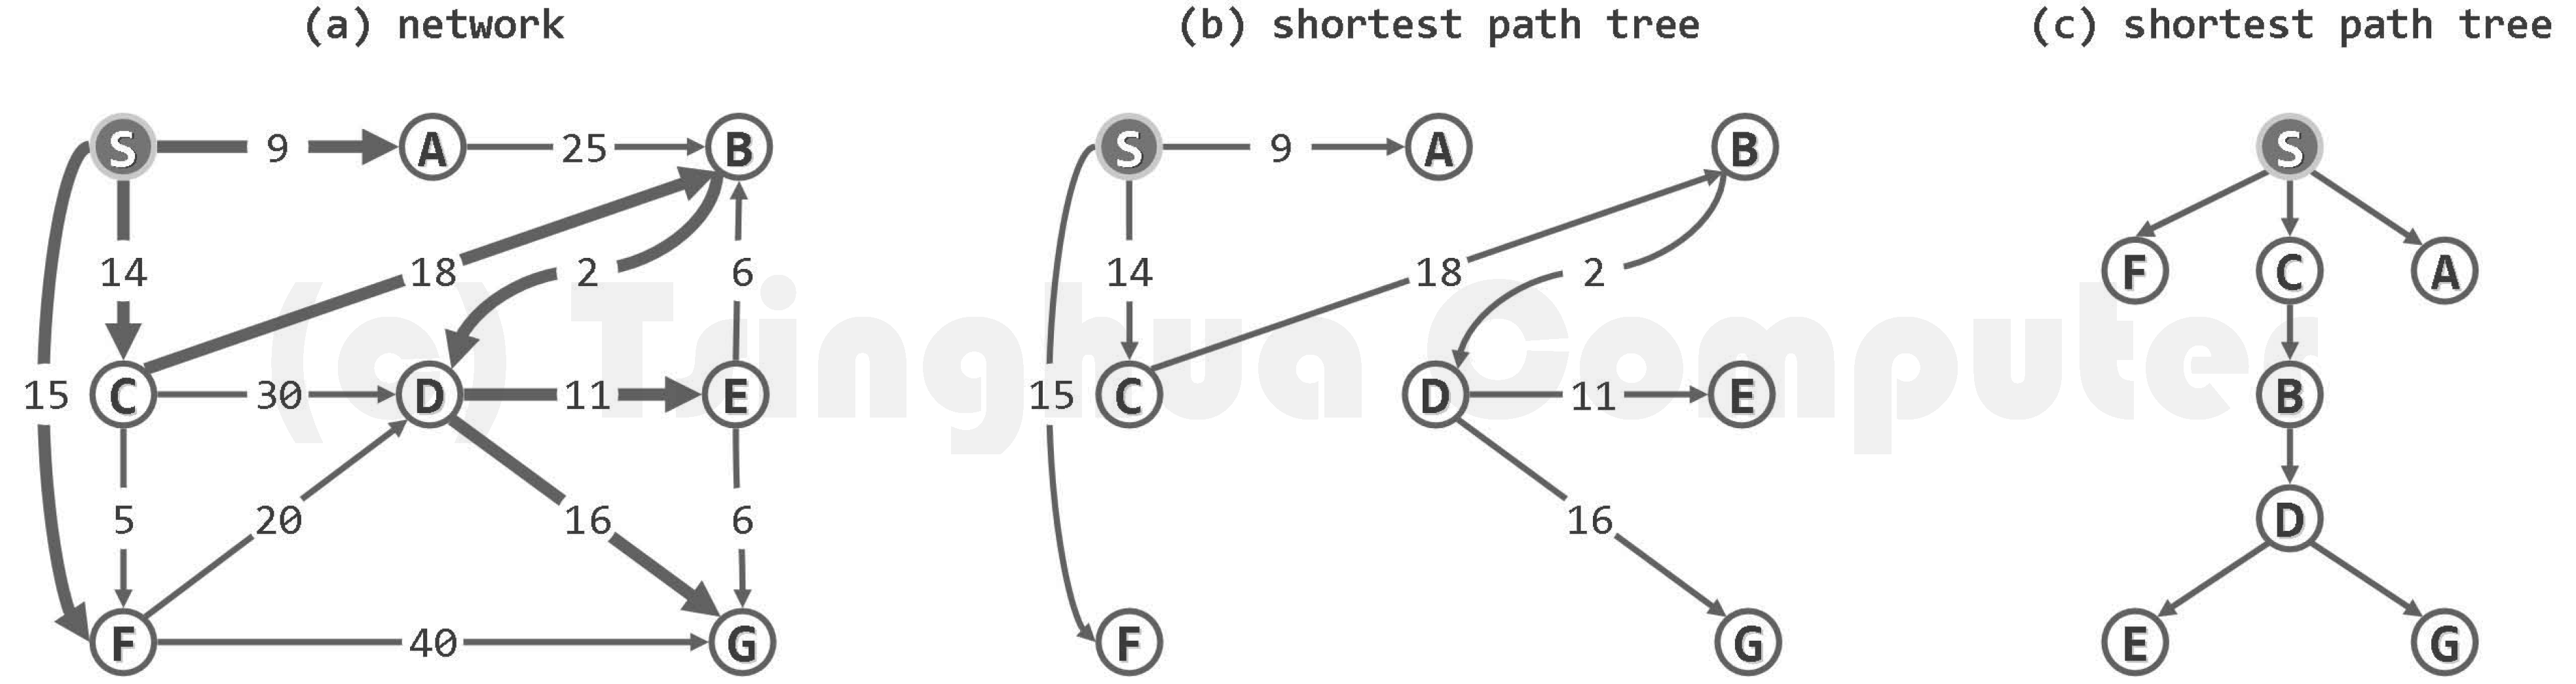 (a) network
(b) shortest path tree
(c) shortest path tree
S 9 A 25 B
14 18 2 6
15 C 30 D 11 E
5 20 16 6
F 40 G
S 9 A B
14 18 2
15 C D 11 E
16
F G
S
F C A
B
D
E G
(c) Tsinghua Computer